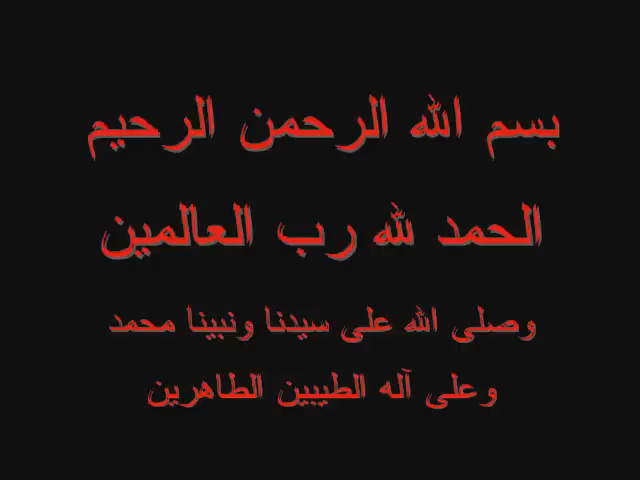 بسم الله الرحمن الرحيم
الحمد لله رب العالمين
وصلى الله على سيدنا ونبينا محمد
وعلى آله الطيبين الطاهرين